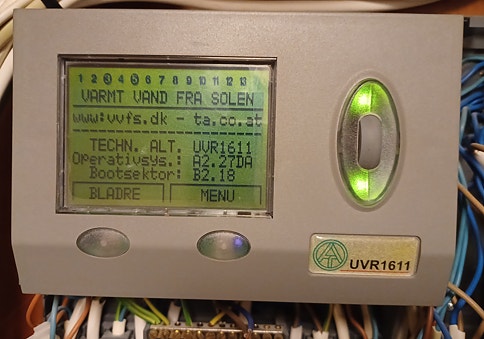 1 2 3 4 5 6 7 8 9 10 11 12 13
VARMT VAND FRA SOLEN
www:vvfs.dk - ta.co.at
TECHN. ALT. UVR1611
Operativsys.: A2.27DA
Bootsektor: B2.18
BLADRE MENU
UVR1611